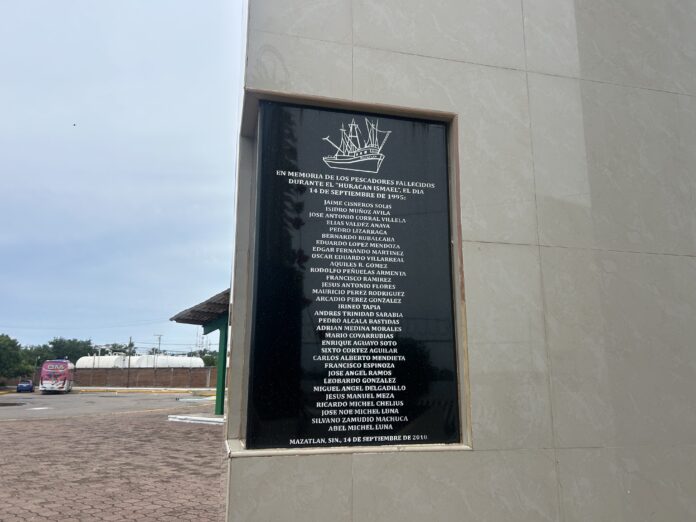 EN MEMORIA DE LOS PESCADORES FALLECIDOS
DURANTE EL "HURACAN ISMAEL", EL DIA
14 DE SEPTIEMBRE DE 1995:
JAIME CISNEROS SOLIS
ISIDRO MUÑOZ AVILA
JOSE ANTONIO CORRAL VILLELA
ELIAS VALDEZ ANAYA
PEDRO LIZARRAGA
BERNARDO RUBALCABA
EDUARDO LOPEZ MENDOZA
EDGAR FERNANDO MARTINEZ
OSCAR EDUARDO VILLARREAL
AQUILES R. GOMEZ
RODOLFO PEÑUELAS ARMENTA
FRANCISCO RAMIREZ
JESUS ANTONIO FLORES
MAURICIO PEREZ RODRIGUEZ
ARCADIO PEREZ GONZALEZ
IRINEO TAPIA
ANDRES TRINIDAD SARABIA
PEDRO ALCALA BASTIDAS
ADRIAN MEDINA MORALES
MARIO COVARRUBIAS
ENRIQUE AGUAYO SOTO
SIXTO CORTEZ AGUILAR
CARLOS ALBERTO MENDIETA
FRANCISCO ESPINOZA
JOSE ANGEL RAMOS
LEOBARDO GONZALEZ
MIGUEL ANGEL DELGADILLO
JESUS MANUEL MEZA
RICARDO MICHEL CHELIUS
JOSE NOE MICHEL LUNA
SILVANO ZAMUDIO MACHUCA
ABEL MICHEL LUNA
MAZATLAN, SIN., 14 DE SEPTIEMBRE DE 2010